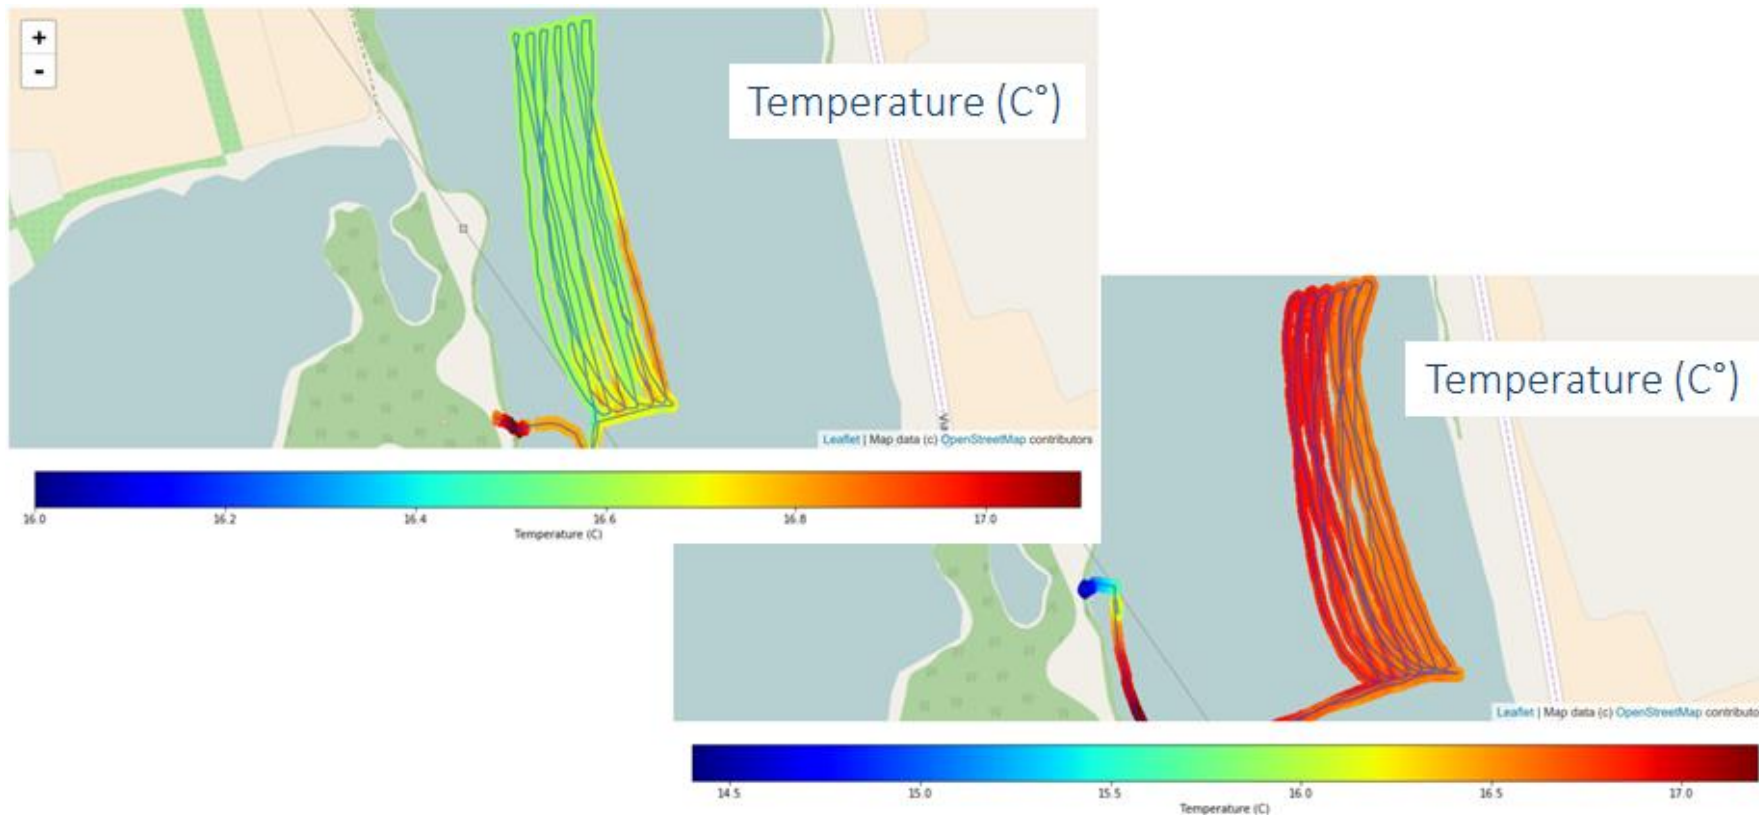 +
-
Temperature (C°)
Leaflet | Map data (c) OpenStreetMap contributors
16.0 16.2 16.4 16.6 16.8 17.0
Temperature (C)
Temperature (C°)
Leaflet | Map data (c) OpenStreetMap contributo
14.5 15.0 15.5 16.0 16.5 17.0
Temperature (C)